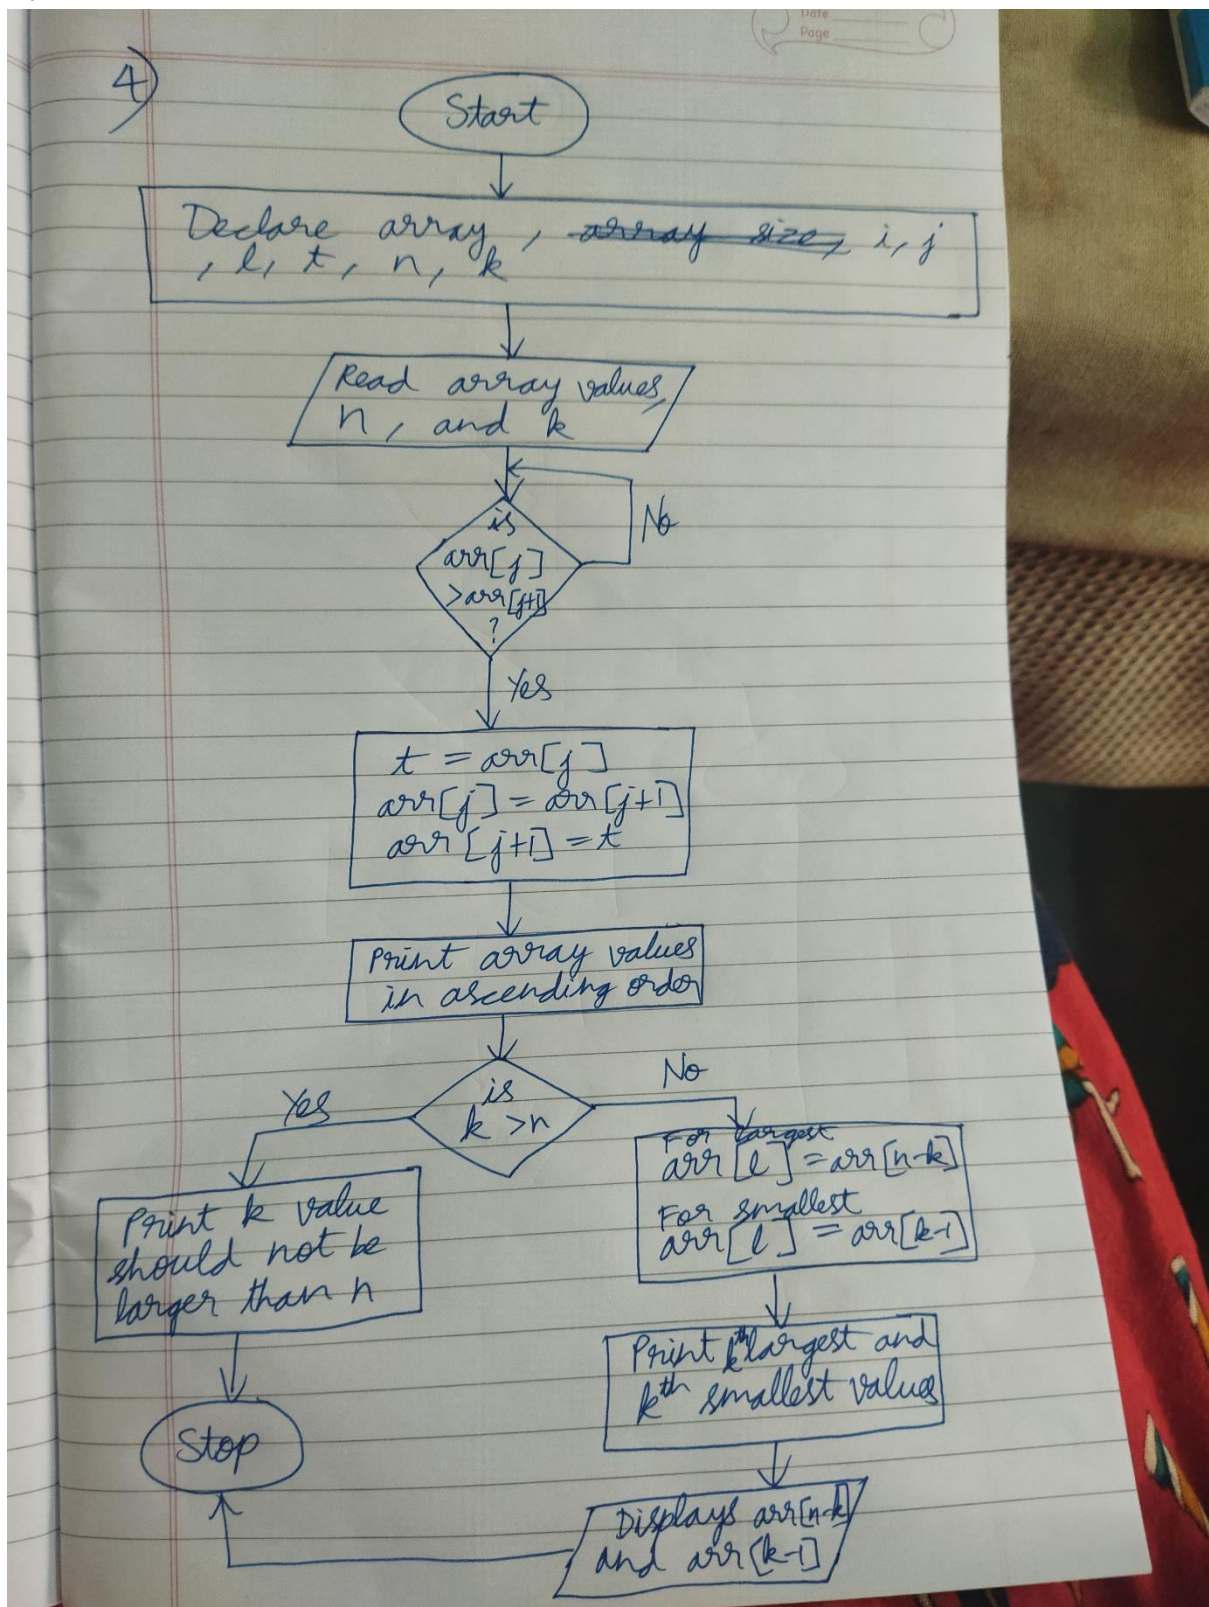 Date
Page
4)
Start
Declare array, array size, i, j
, l, t, n, k
Read array values,
n, and k
is
arr[j]
>arr[j+1]
?
No
Yes
t = arr[j]
arr[j] = arr[j+1]
arr[j+1] = t
Print array values
in ascending order
is
k >n
Yes
No
Print k value
should not be
larger than n
For largest
arr[l] = arr[n-k]
For smallest
arr[l] = arr[k-1]
Print kth largest and
kth smallest values
Stop
Displays arr[n-k]
and arr[k-1]